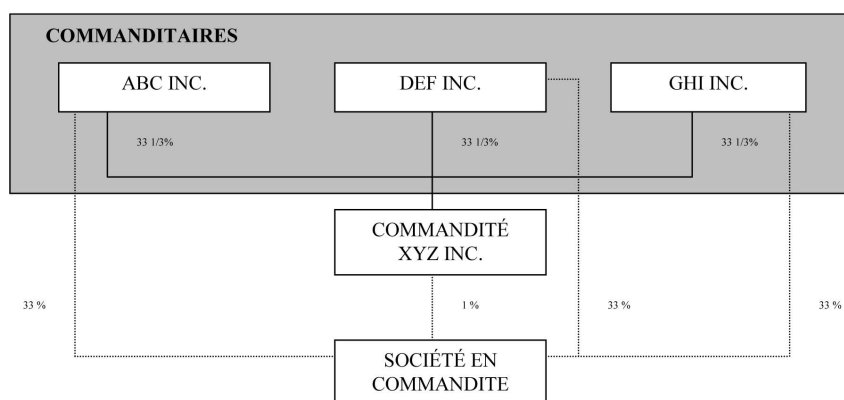 COMMANDITAIRES
ABC INC.
DEF INC.
GHI INC.
33 1/3%
33 1/3%
33 1/3%
COMMANDITÉ
XYZ INC.
33 %
1 %
33 %
33 %
SOCIÉTÉ EN
COMMANDITE